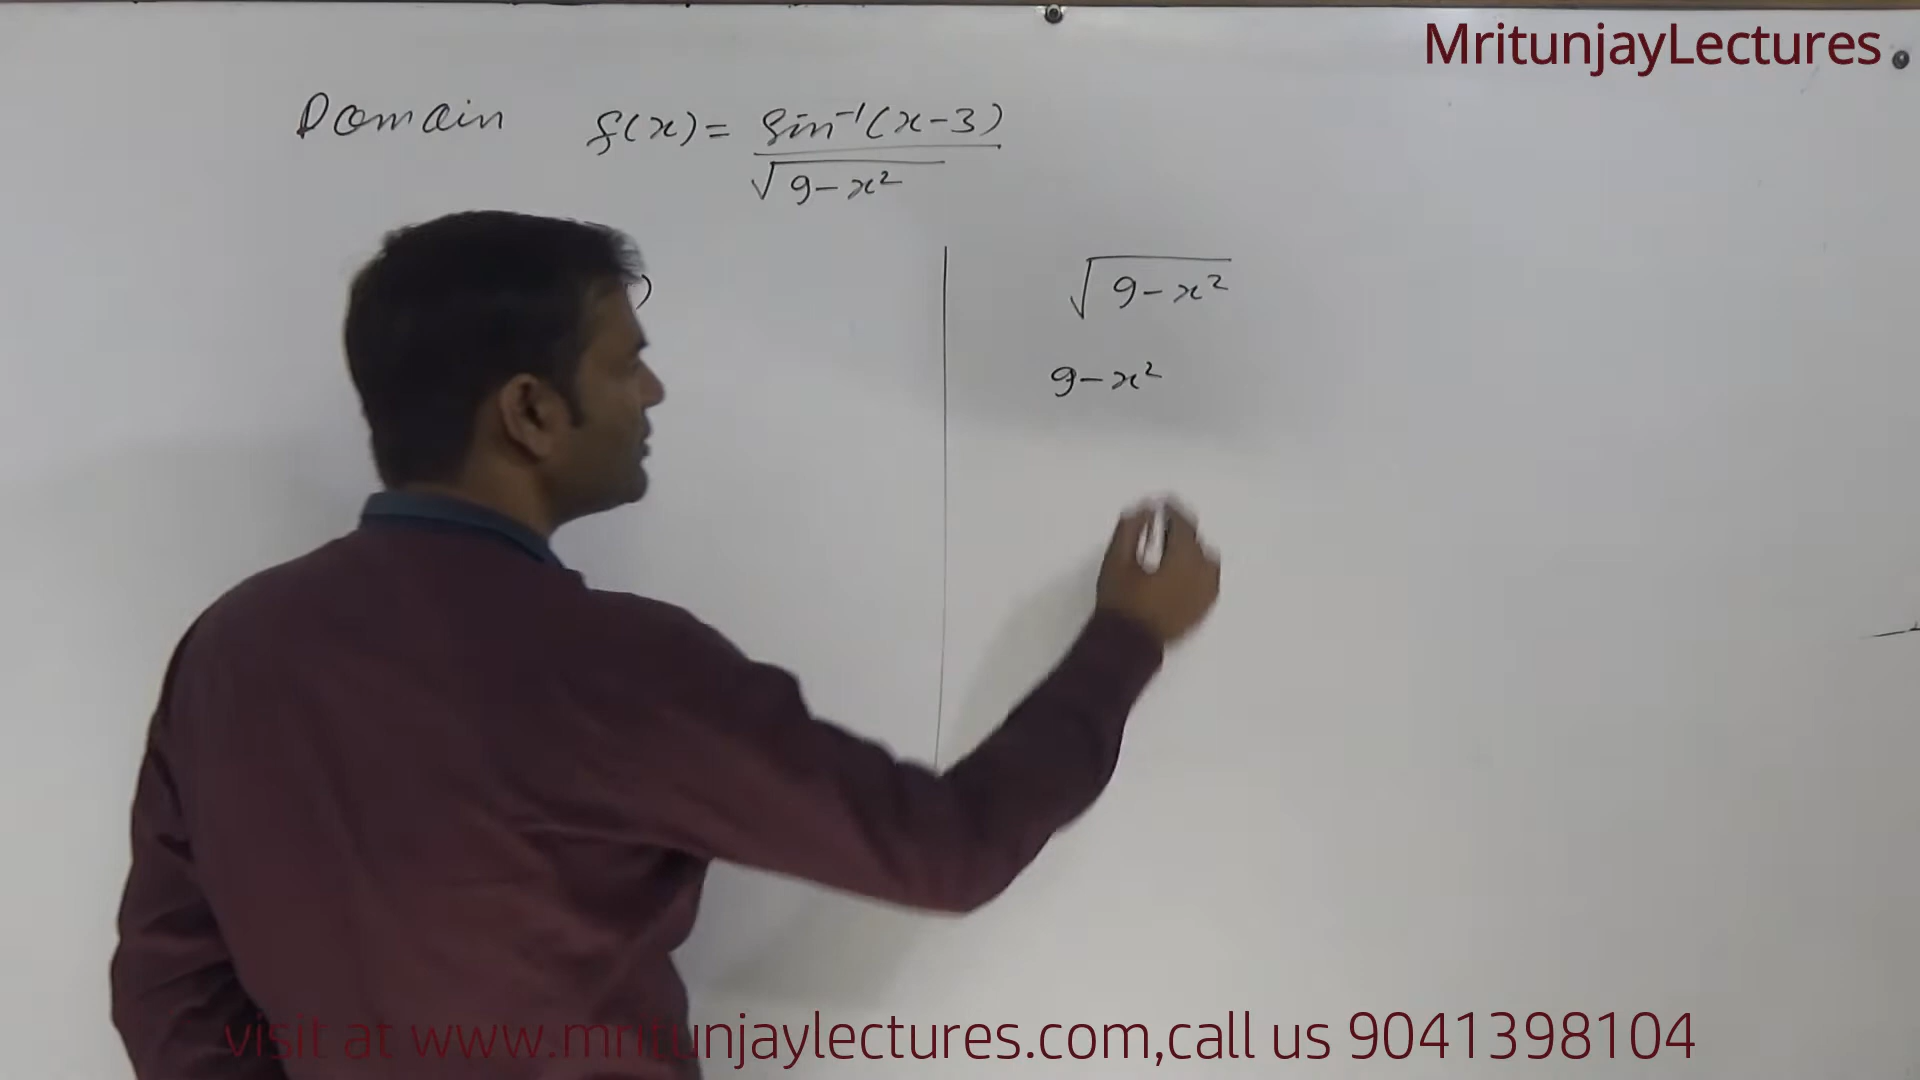 MritunjayLectures
Domain f(x) = sin⁻¹(x-3)
√9-x²
)
√9-x²
9-x²
visit at www.mritunjaylectures.com,call us 9041398104